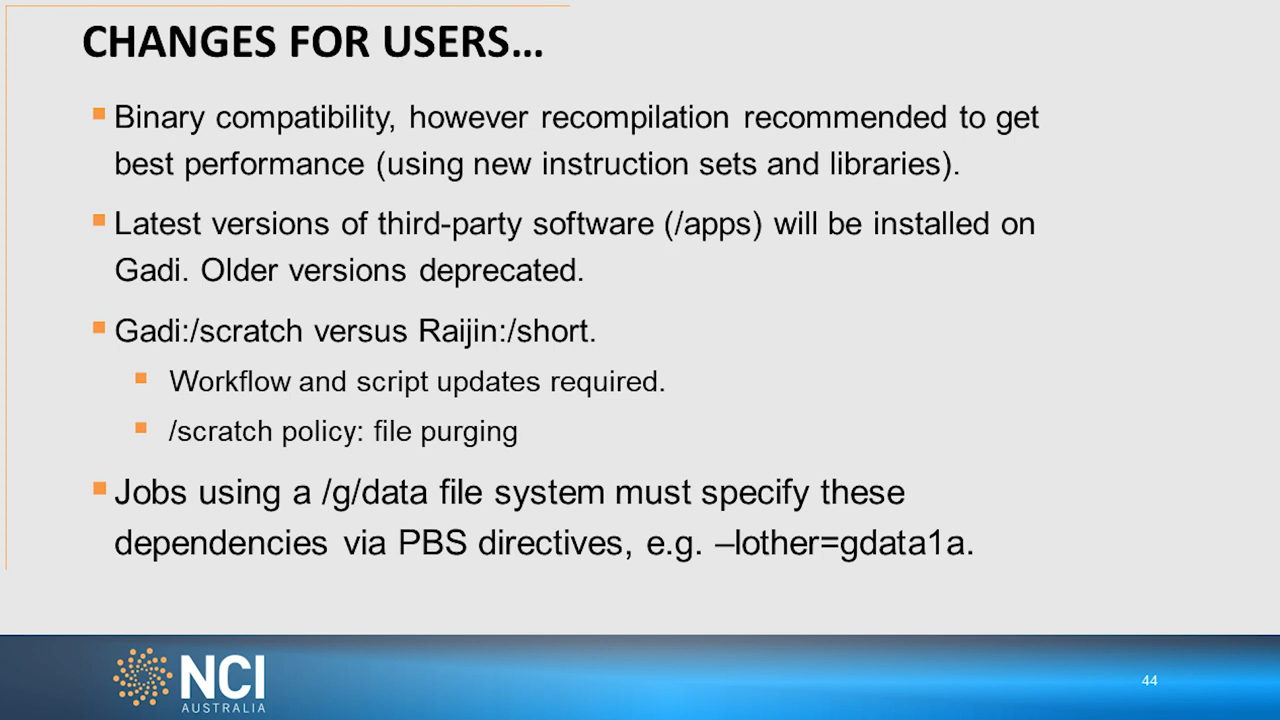 CHANGES FOR USERS…
Binary compatibility, however recompilation recommended to get
best performance (using new instruction sets and libraries).
Latest versions of third-party software (/apps) will be installed on
Gadi. Older versions deprecated.
Gadi:/scratch versus Raijin:/short.
Workflow and script updates required.
/scratch policy: file purging
Jobs using a /g/data file system must specify these
dependencies via PBS directives, e.g. –lother=gdata1a.
NCI
AUSTRALIA
44